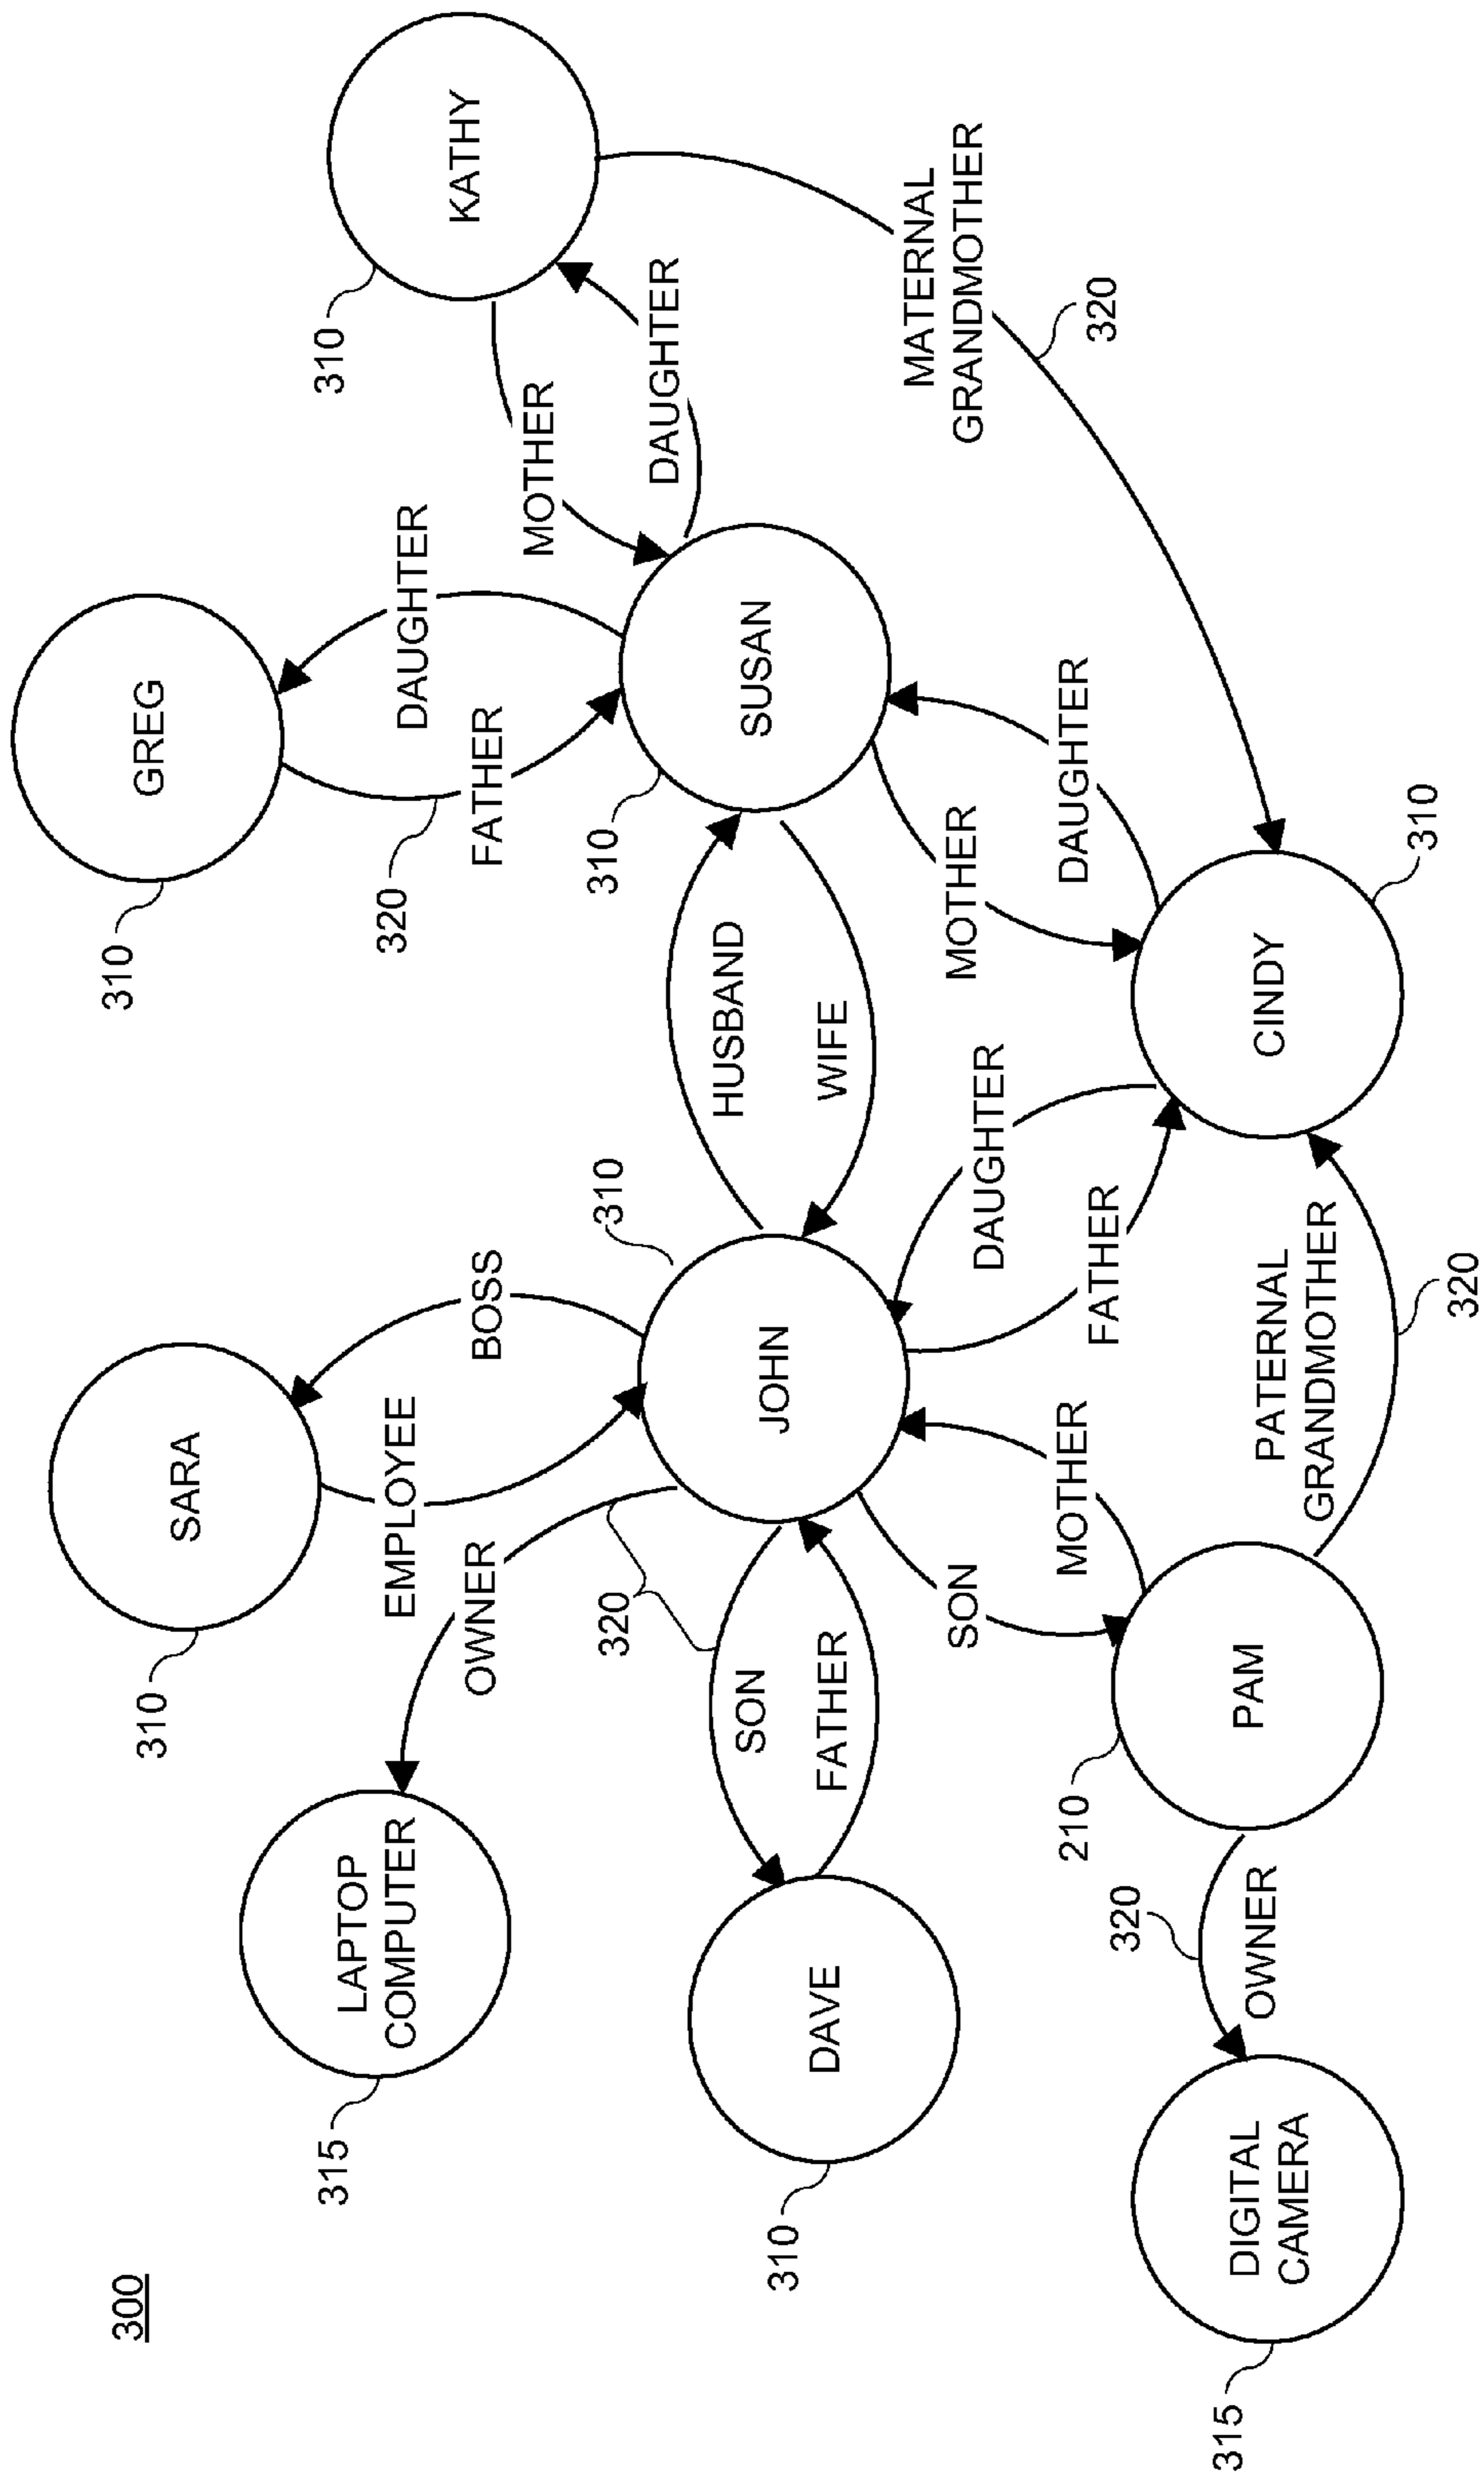 300
310
GREG
310
SARA
310
KATHY
315
LAPTOP
COMPUTER
EMPLOYEE
320
DAUGHTER
OWNER
BOSS
FATHER
MOTHER
320
310
310
DAUGHTER
SON
HUSBAND
SUSAN
JOHN
310
DAVE
FATHER
WIFE
MATERNAL
GRANDMOTHER
SON
DAUGHTER
MOTHER
210
MOTHER
DAUGHTER
320
320
FATHER
315
DIGITAL
CAMERA
OWNER
PAM
PATERNAL
GRANDMOTHER
CINDY
310
320